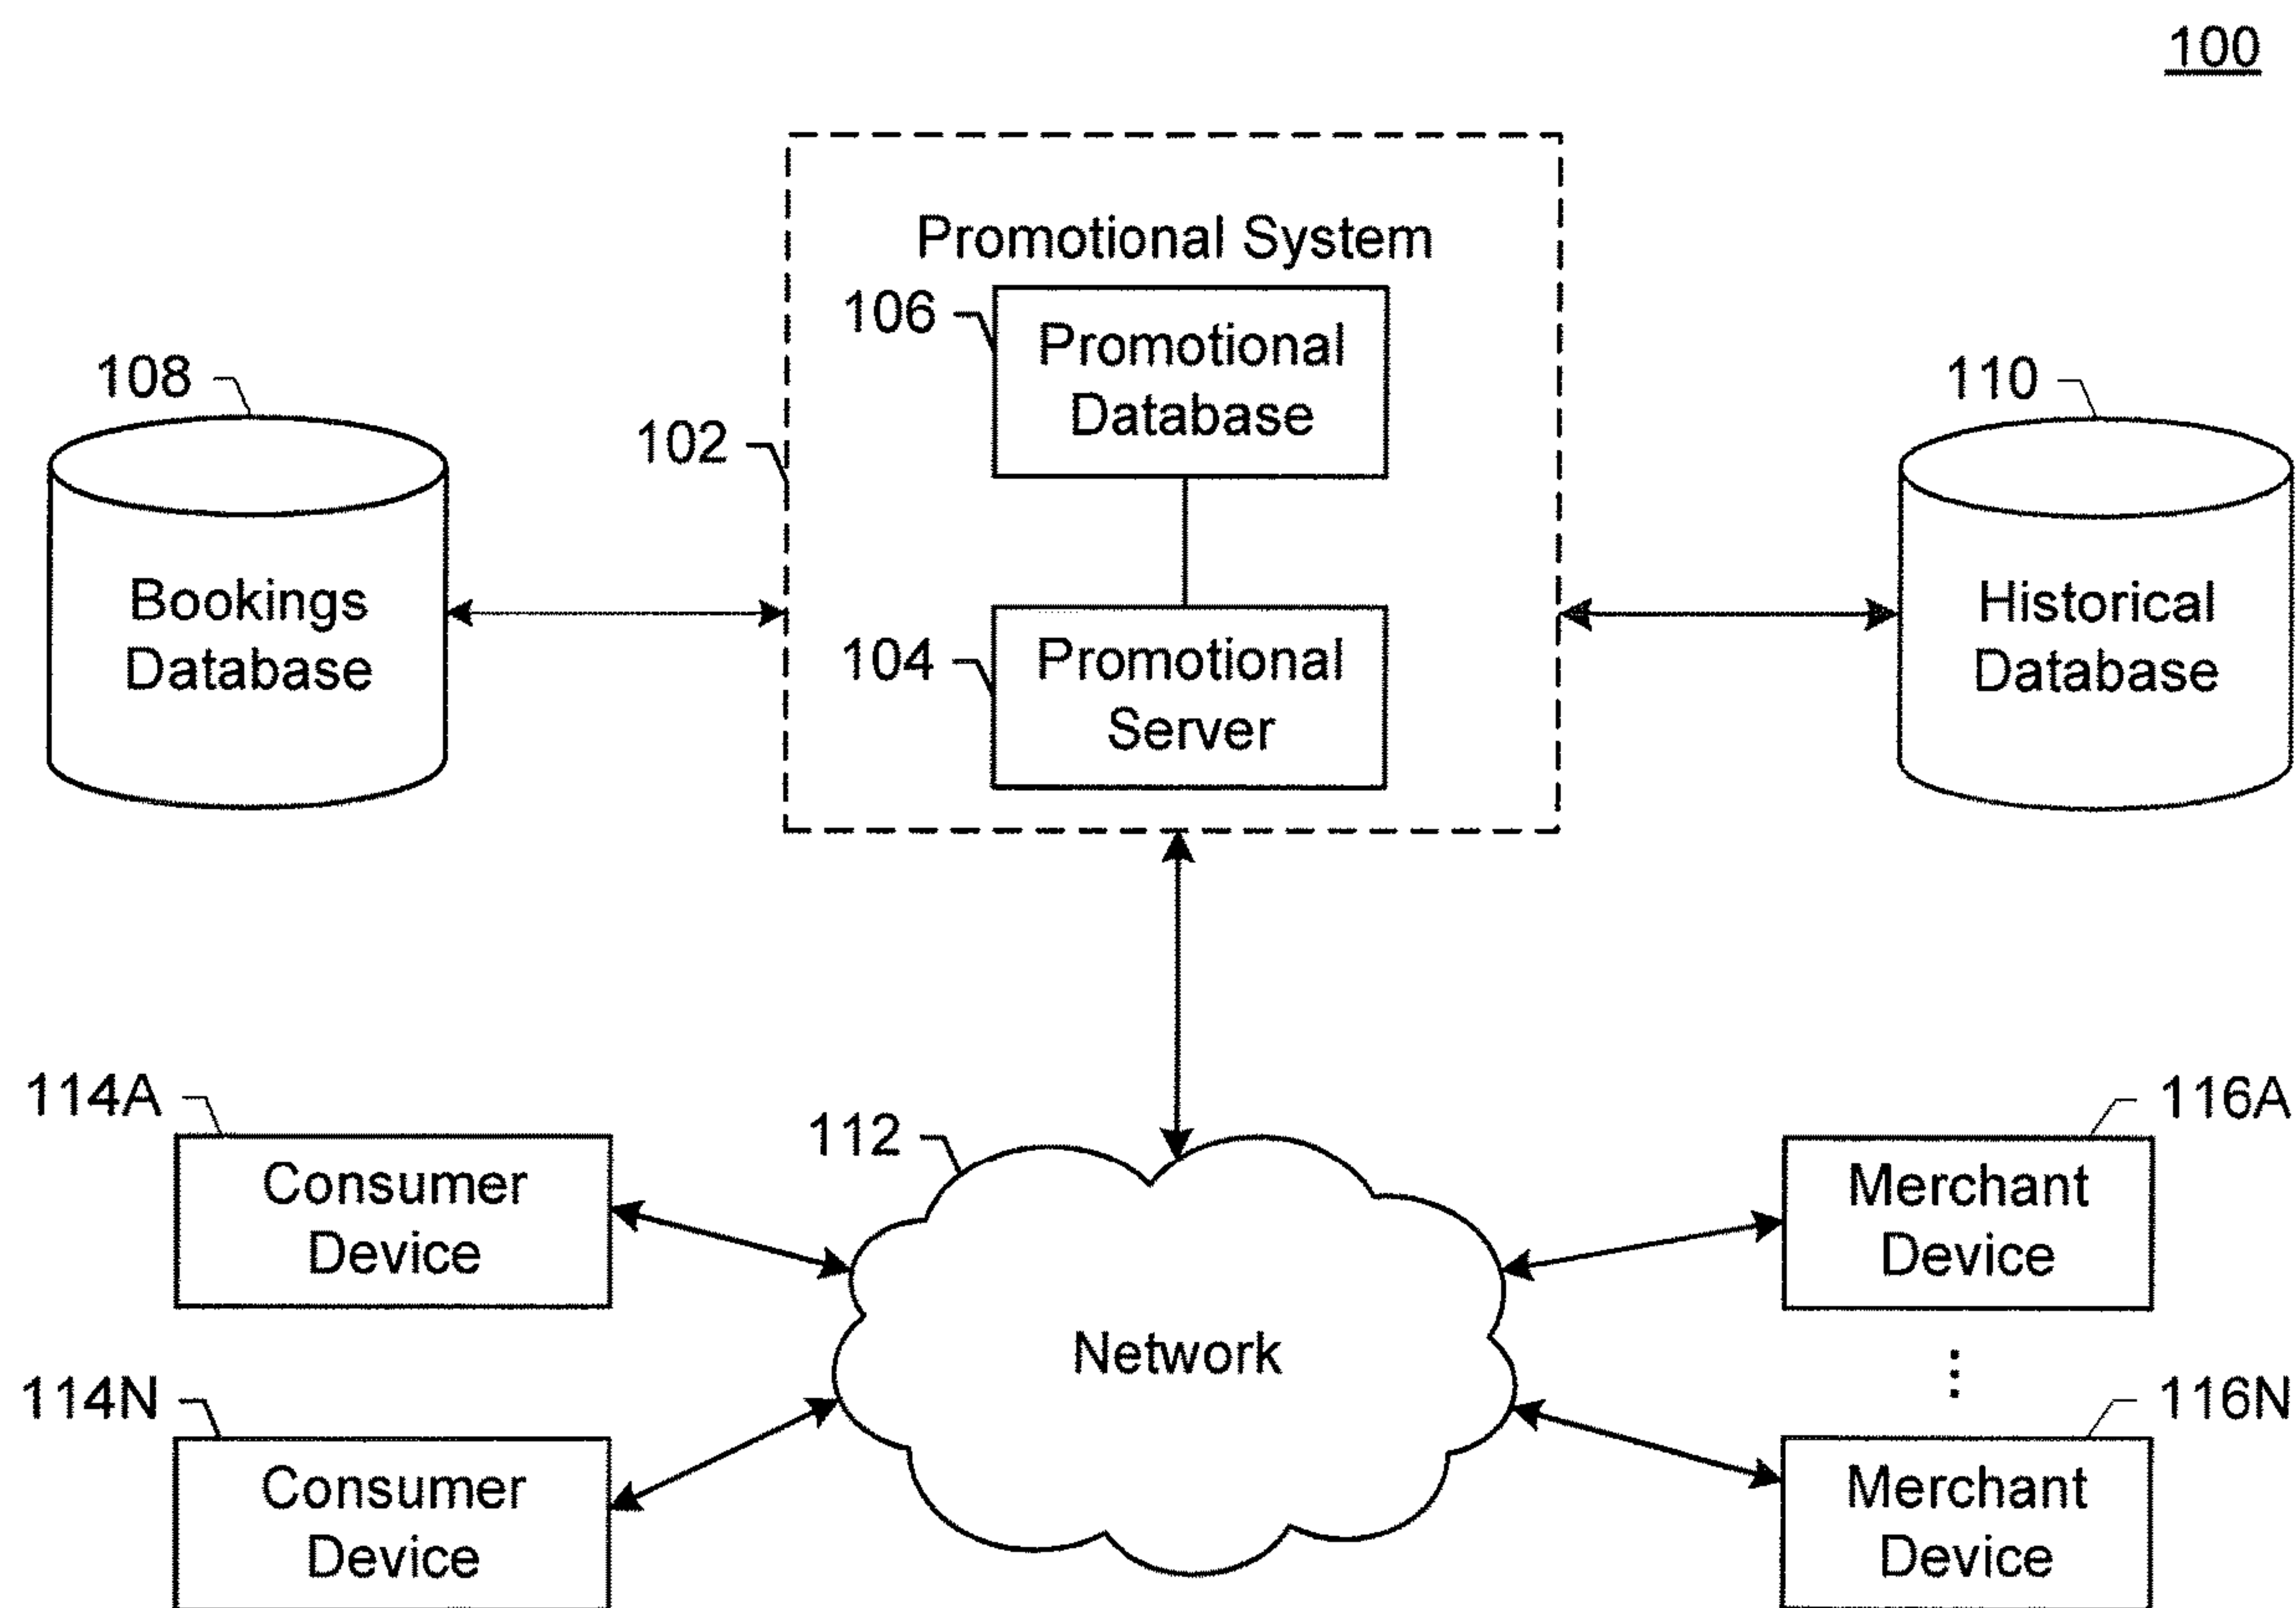 100
Promotional System
106
Promotional
Database
108
Bookings
Database
102
104
Promotional
Server
110
Historical
Database
114A
Consumer
Device
114N
Consumer
Device
112
Network
116A
Merchant
Device
⋮
116N
Merchant
Device